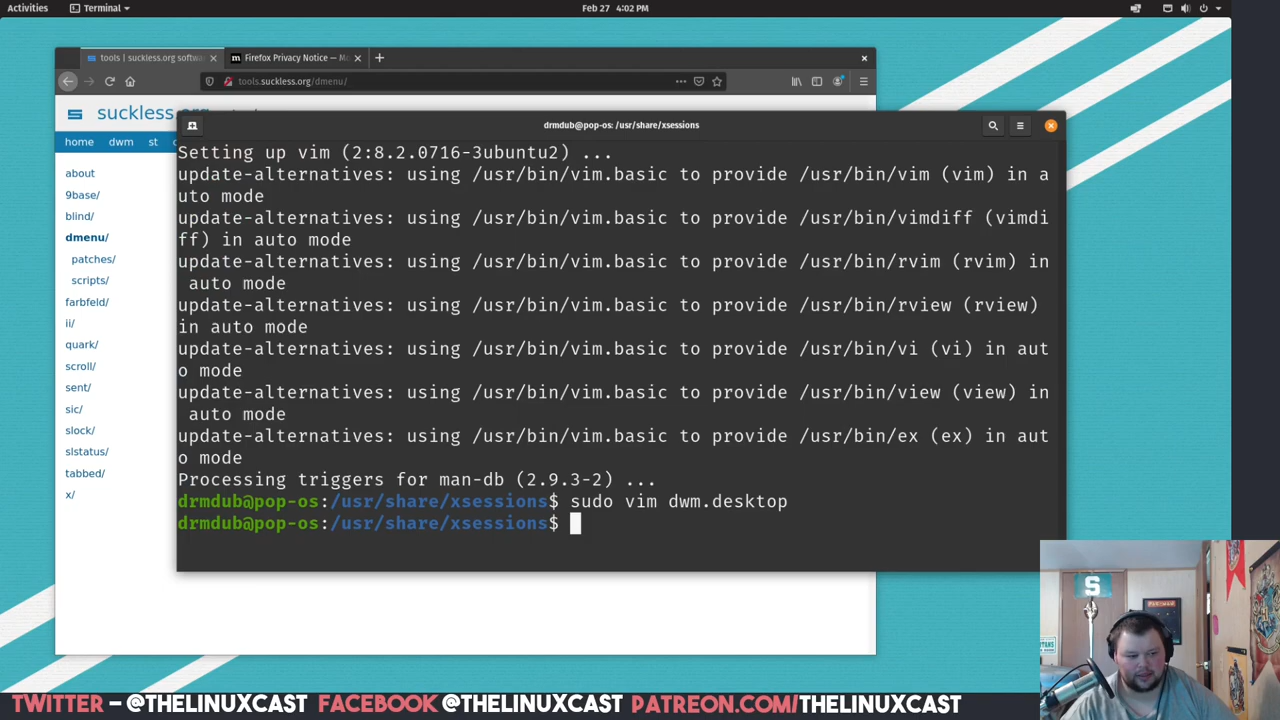 Activities
Terminal
Feb 27 4:02 PM
tools | suckless.org softwa
Firefox Privacy Notice — Mo
tools.suckless.org/dmenu/
suckless.org
home dwm st
about
9base/
blind/
dmenu/
patches/
scripts/
farbfeld/
ii/
quark/
scroll/
sent/
sic/
slock/
slstatus/
tabbed/
x/
drmdub@pop-os: /usr/share/xsessions
Setting up vim (2:8.2.0716-3ubuntu2) ...
update-alternatives: using /usr/bin/vim.basic to provide /usr/bin/vim (vim) in a
uto mode
update-alternatives: using /usr/bin/vim.basic to provide /usr/bin/vimdiff (vimdi
ff) in auto mode
update-alternatives: using /usr/bin/vim.basic to provide /usr/bin/rvim (rvim) in
auto mode
update-alternatives: using /usr/bin/vim.basic to provide /usr/bin/rview (rview)
in auto mode
update-alternatives: using /usr/bin/vim.basic to provide /usr/bin/vi (vi) in aut
o mode
update-alternatives: using /usr/bin/vim.basic to provide /usr/bin/view (view) in
auto mode
update-alternatives: using /usr/bin/vim.basic to provide /usr/bin/ex (ex) in aut
o mode
Processing triggers for man-db (2.9.3-2) ...
drmdub@pop-os:/usr/share/xsessions$ sudo vim dwm.desktop
drmdub@pop-os:/usr/share/xsessions$
S
TWITTER – @THELINUXCAST FACEBOOK @THELINUXCAST PATREON.COM/THELINUXCAST